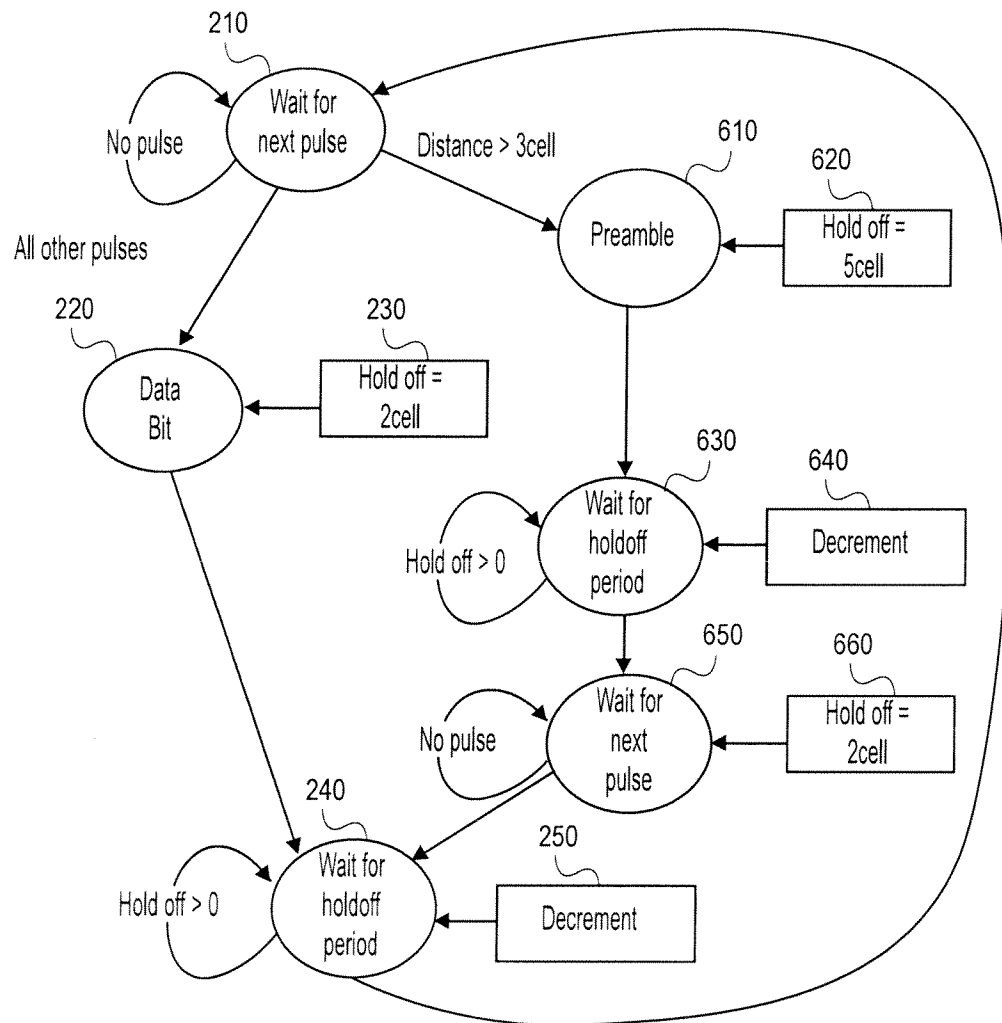 210
Wait for
next pulse
No pulse
Distance > 3cell
610
Preamble
620
Hold off =
5cell
All other pulses
220
Data
Bit
230
Hold off =
2cell
630
Wait for
holdoff
period
Hold off > 0
640
Decrement
650
Wait for
next
pulse
No pulse
660
Hold off =
2cell
240
Wait for
holdoff
period
Hold off > 0
250
Decrement